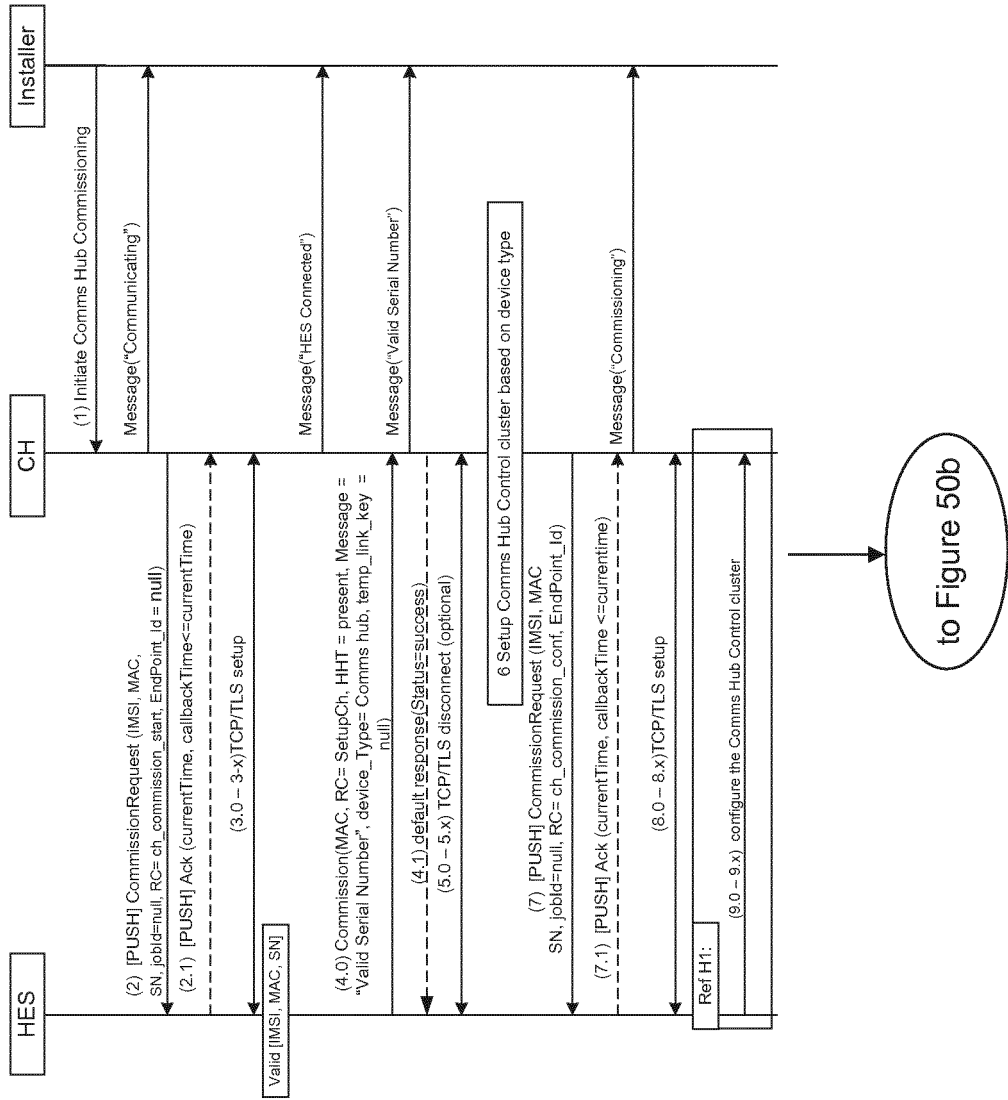 HES
CH
Installer
(1) Initiate Comms Hub Commissioning
Message("Communicating")
(2) [PUSH] CommissionRequest (IMSI, MAC,
SN, jobId=null, RC= ch_commission_start, EndPoint_Id = null)
(2.1) [PUSH] Ack (currentTime, callbackTime<=currentTime)
(3.0 – 3-x)TCP/TLS setup
Valid [IMSI, MAC, SN]
Message("HES Connected")
(4.0) Commission(MAC, RC= SetupCh, HHT = present, Message =
"Valid Serial Number", device_Type= Comms hub, temp_link_key =
null)
Message("Valid Serial Number")
(4.1) default response(Status=success)
(5.0 – 5.x) TCP/TLS disconnect (optional)
6 Setup Comms Hub Control cluster based on device type
(7) [PUSH] CommissionRequest (IMSI, MAC
SN, jobId=null, RC= ch_commission_conf, EndPoint_Id)
(7.1) [PUSH] Ack (currentTime, callbackTime <=currentime)
Message("Commissioning")
(8.0 – 8.x)TCP/TLS setup
Ref H1:
(9.0 – 9.x) configure the Comms Hub Control cluster
to Figure 50b